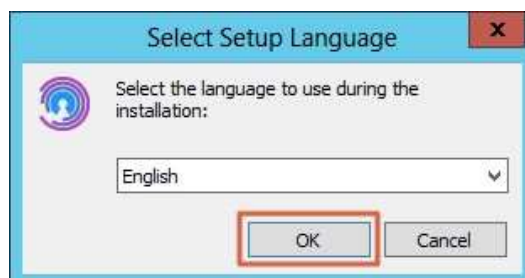 Select Setup Language
x
Select the language to use during the
installation:
English
OK
Cancel